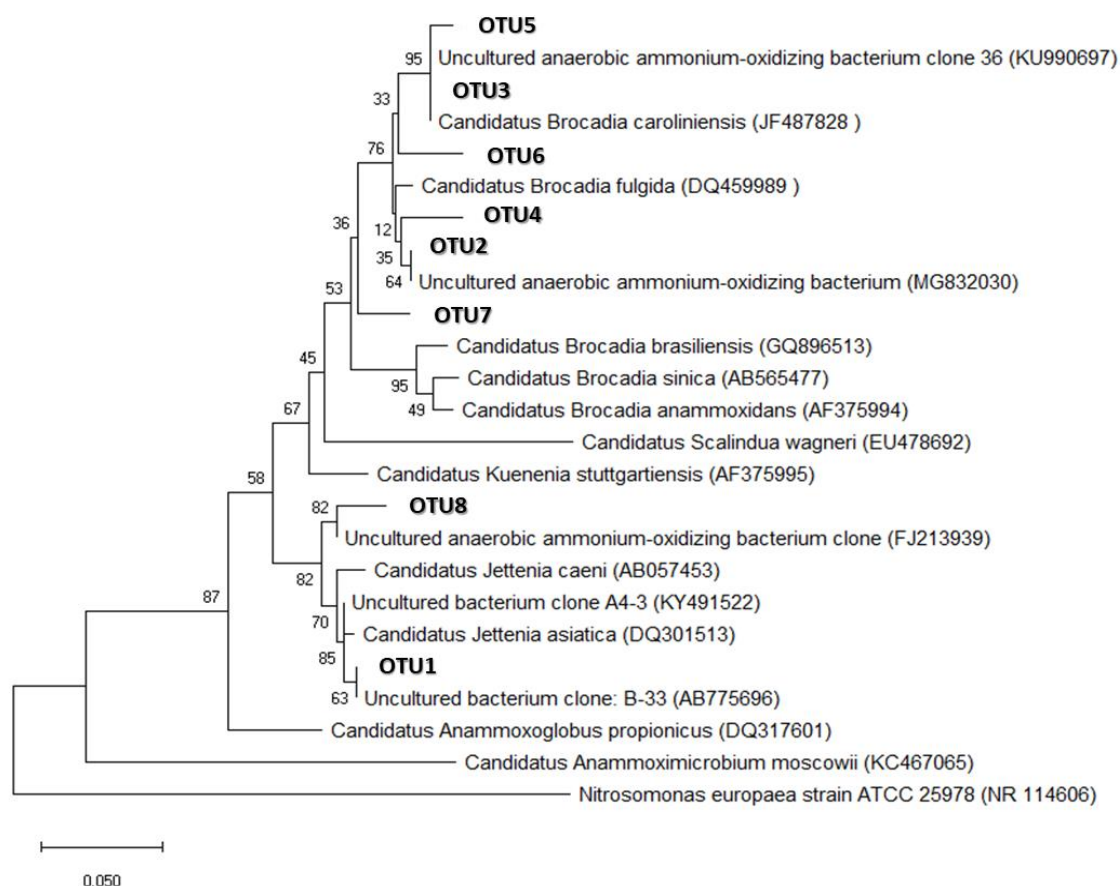 OTU5
95
Uncultured anaerobic ammonium-oxidizing bacterium clone 36 (KU990697)
OTU3
33
Candidatus Brocadia caroliniensis (JF487828 )
76
OTU6
Candidatus Brocadia fulgida (DQ459989 )
OTU4
36
12
OTU2
35
64
Uncultured anaerobic ammonium-oxidizing bacterium (MG832030)
53
OTU7
Candidatus Brocadia brasiliensis (GQ896513)
45
Candidatus Brocadia sinica (AB565477)
95
49
Candidatus Brocadia anammoxidans (AF375994)
67
Candidatus Scalindua wagneri (EU478692)
Candidatus Kuenenia stuttgartiensis (AF375995)
58
82
OTU8
Uncultured anaerobic ammonium-oxidizing bacterium clone (FJ213939)
82
Candidatus Jettenia caeni (AB057453)
87
Uncultured bacterium clone A4-3 (KY491522)
70
Candidatus Jettenia asiatica (DQ301513)
85
OTU1
63
Uncultured bacterium clone: B-33 (AB775696)
Candidatus Anammoxoglobus propionicus (DQ317601)
Candidatus Anammoximicrobium moscowii (KC467065)
Nitrosomonas europaea strain ATCC 25978 (NR 114606)
0.050